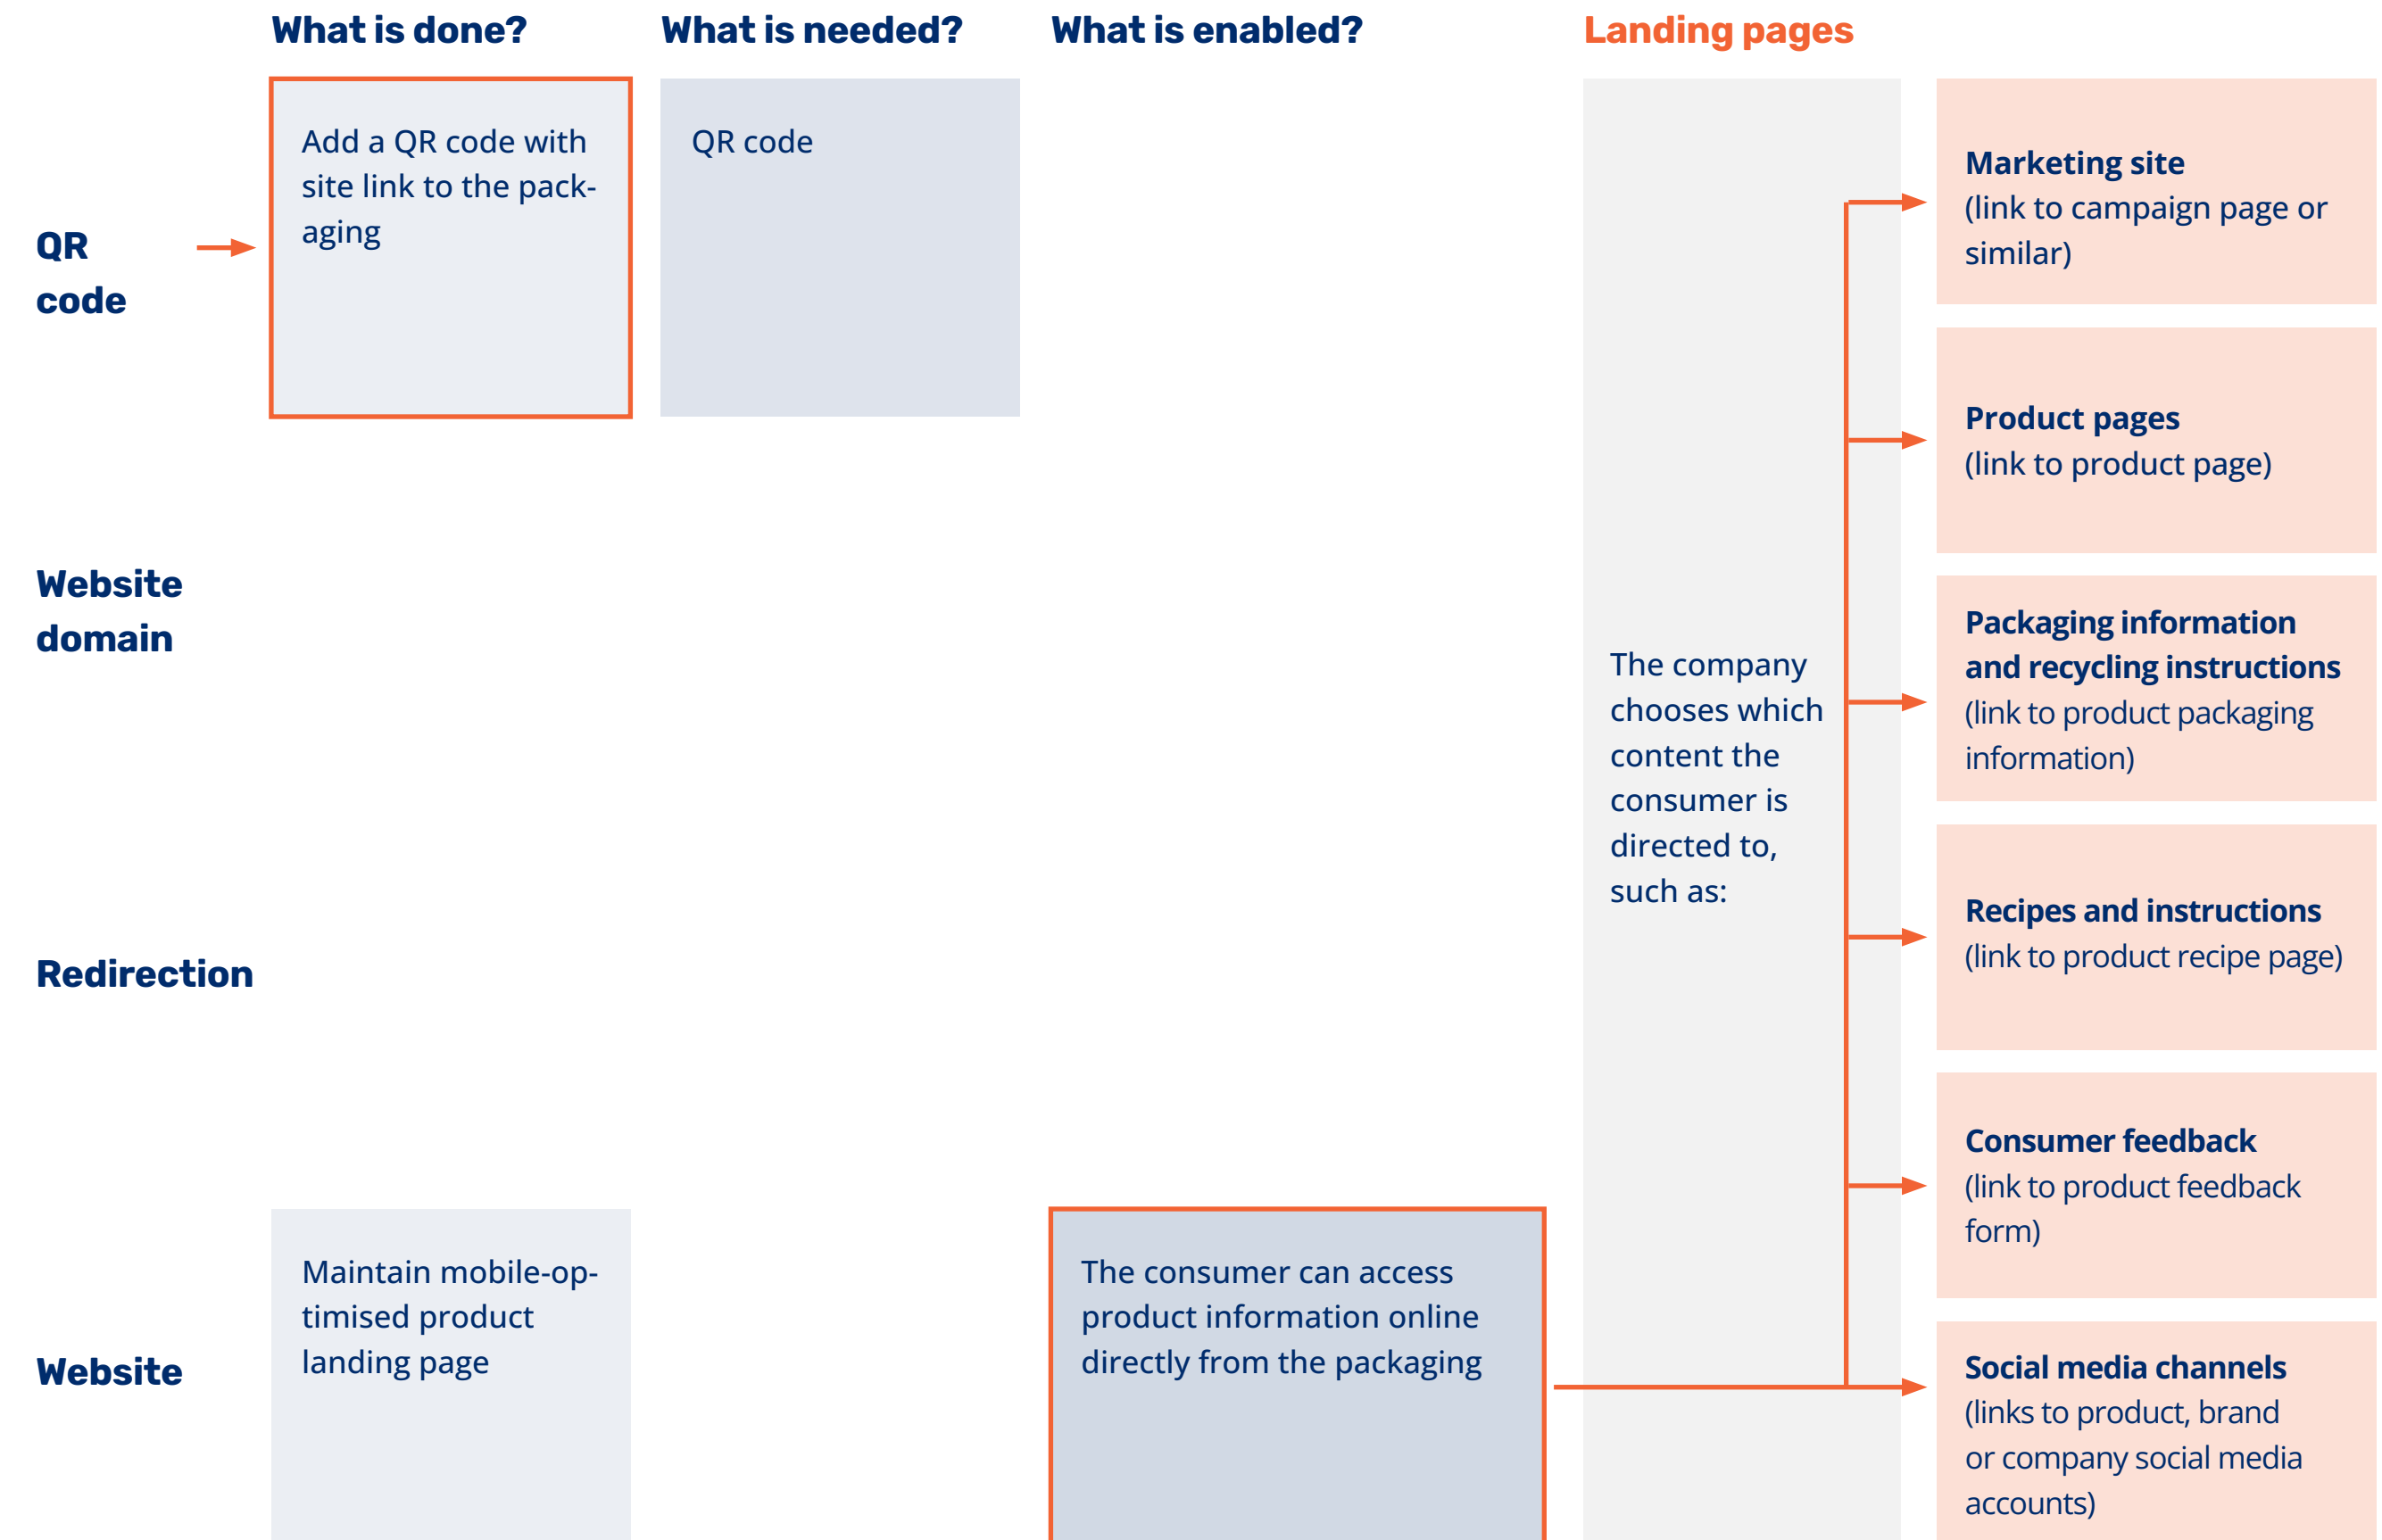 What is done?
What is needed?
What is enabled?
Landing pages
QR
code
Add a QR code with
site link to the pack-
aging
QR code
Website
domain
Redirection
Website
Maintain mobile-op-
timised product
landing page
The consumer can access
product information online
directly from the packaging
The company
chooses which
content the
consumer is
directed to,
such as:
Marketing site
(link to campaign page or
similar)
Product pages
(link to product page)
Packaging information
and recycling instructions
(link to product packaging
information)
Recipes and instructions
(link to product recipe page)
Consumer feedback
(link to product feedback
form)
Social media channels
(links to product, brand
or company social media
accounts)